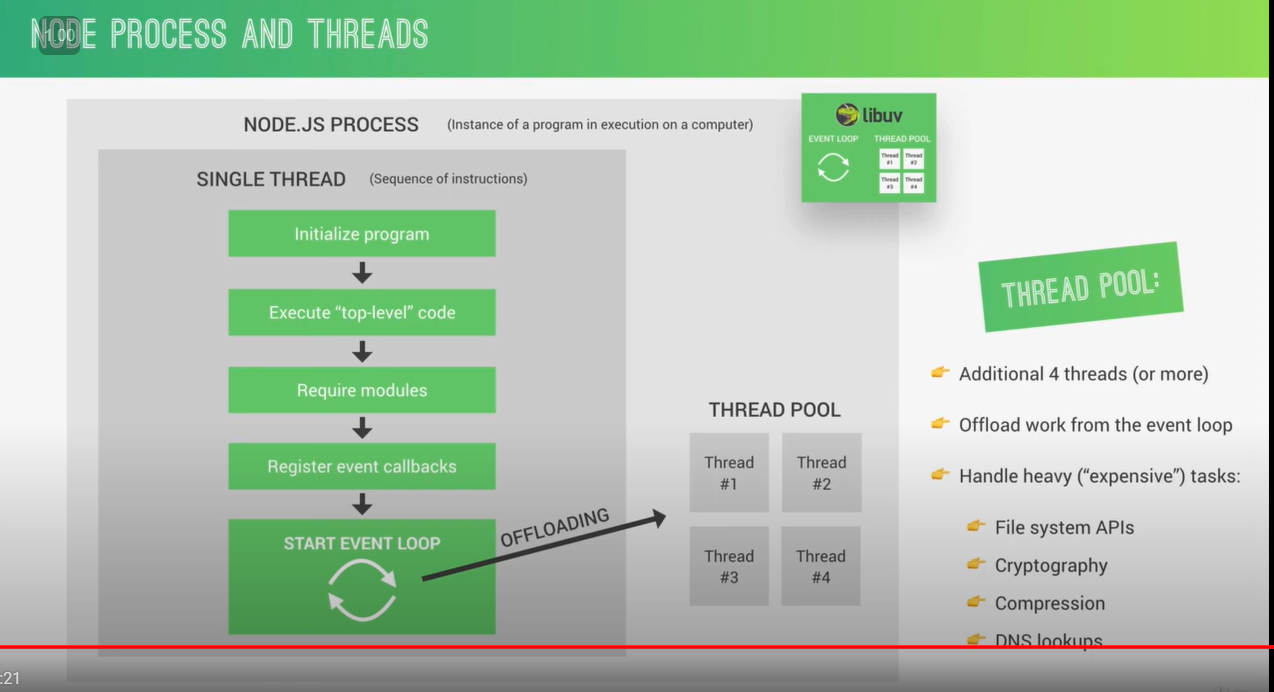 NODE PROCESS AND THREADS
1.00
NODE.JS PROCESS (Instance of a program in execution on a computer)
libuv
EVENT LOOP THREAD POOL
Thread #1
Thread #2
Thread #3
Thread #4
SINGLE THREAD (Sequence of instructions)
Initialize program
Execute “top-level” code
Require modules
Register event callbacks
START EVENT LOOP
OFFLOADING
THREAD POOL
Thread
#1
Thread
#2
Thread
#3
Thread
#4
THREAD POOL:
Additional 4 threads (or more)
Offload work from the event loop
Handle heavy (“expensive”) tasks:
File system APIs
Cryptography
Compression
DNS lookups
:21